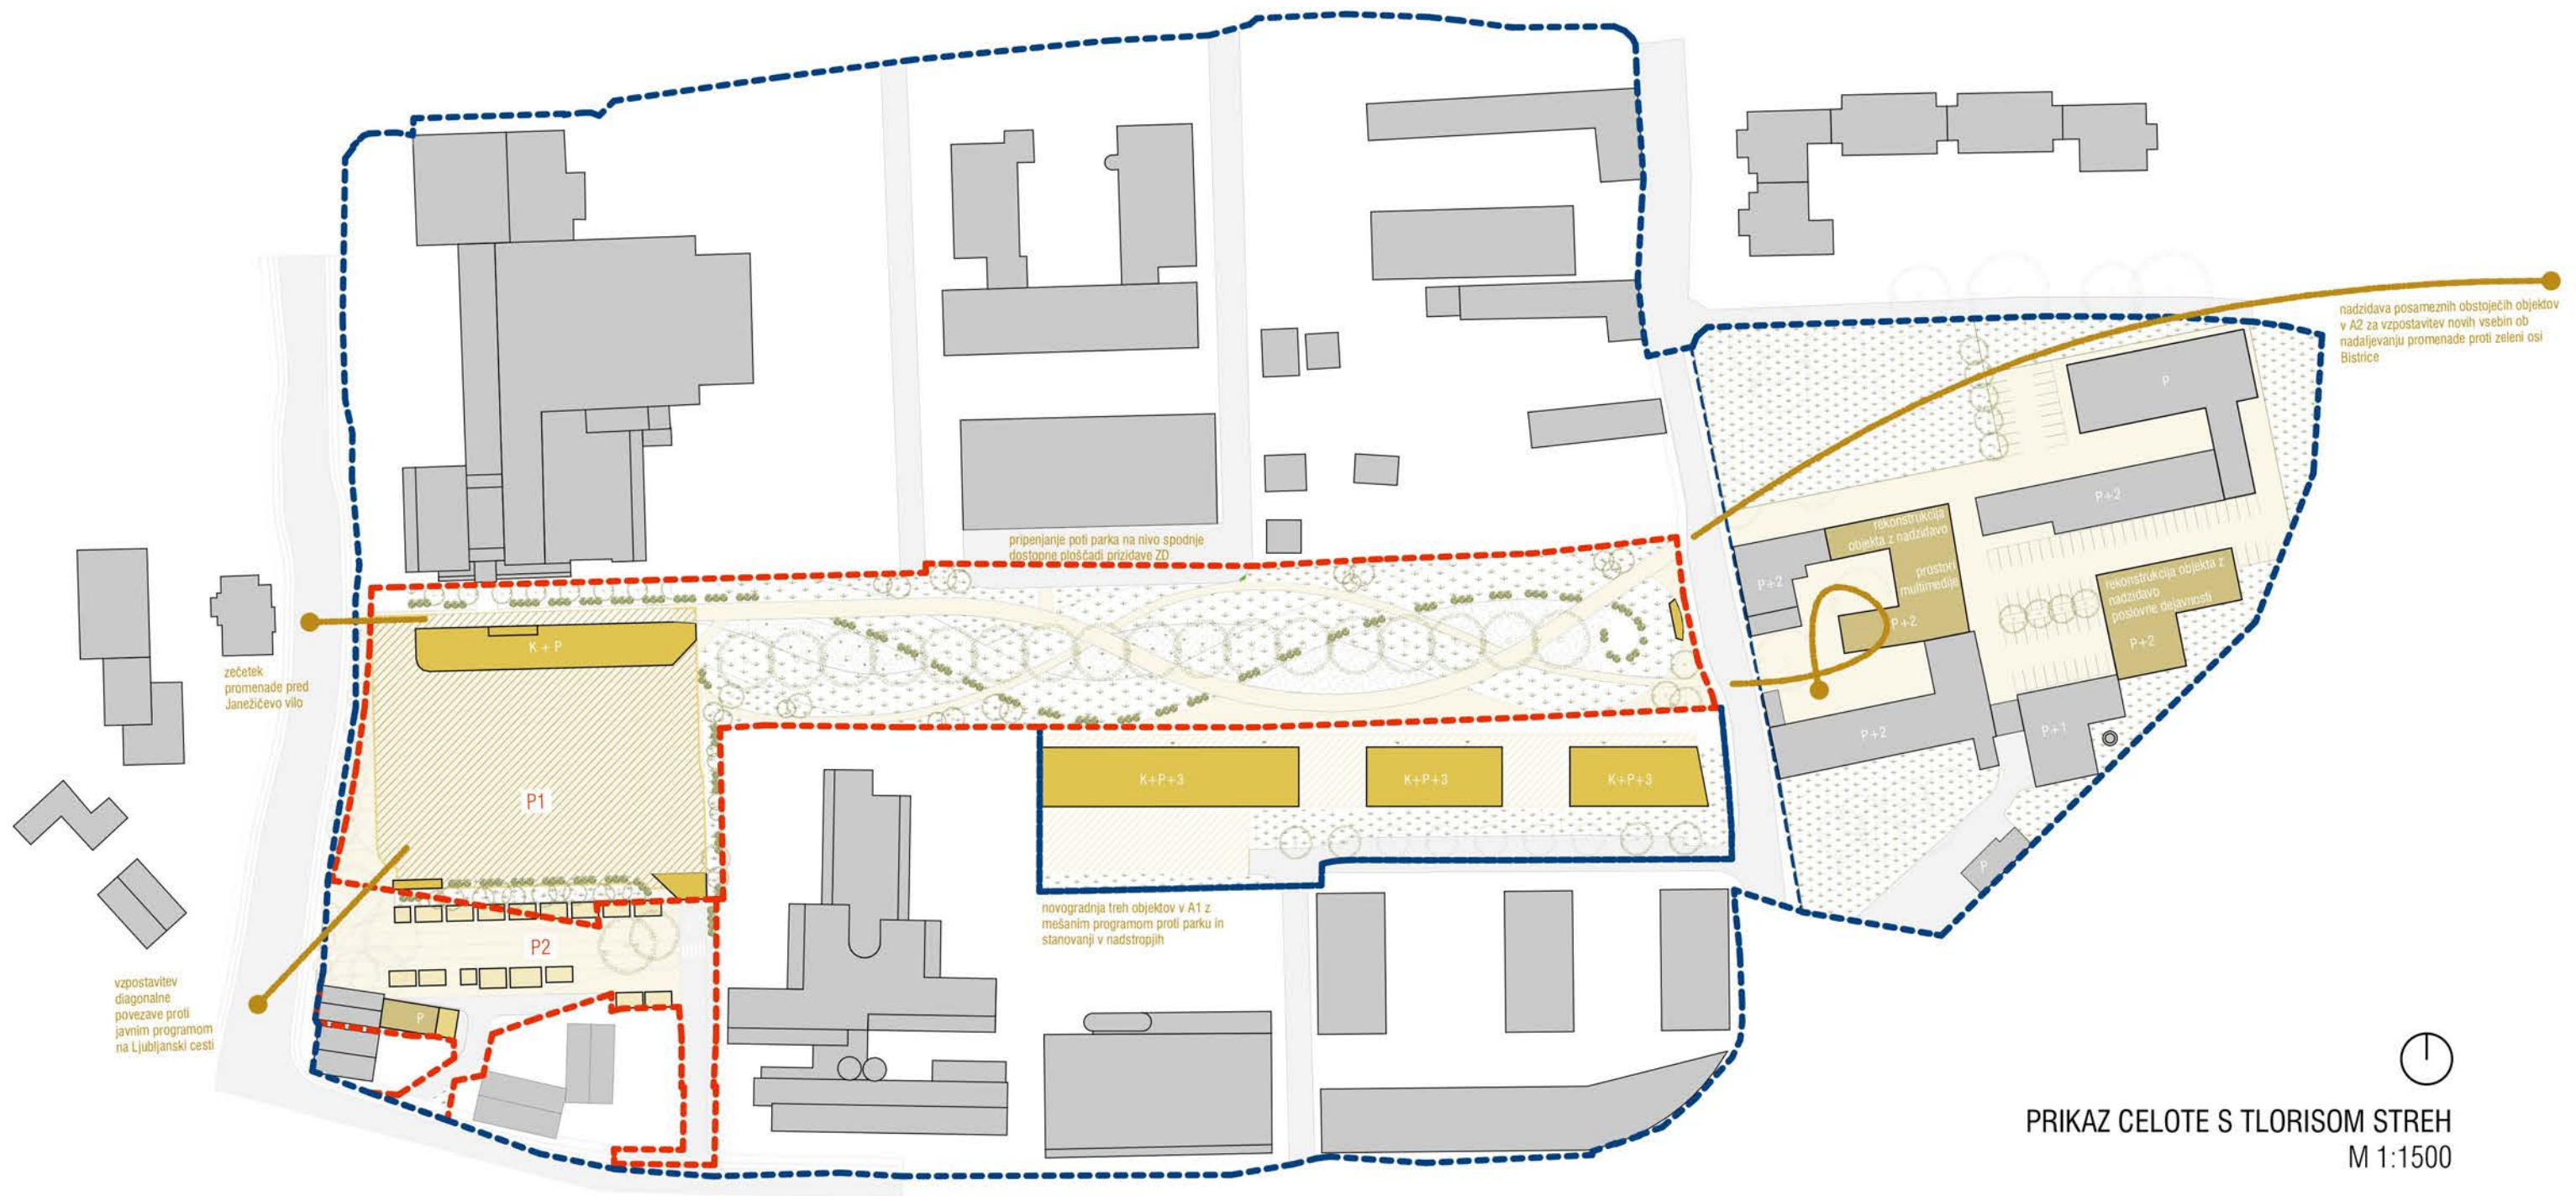 nadzidava posameznih obstoječih objektov
v A2 za vzpostavitev novih vsebin ob
nadaljevanju promenade proti zeleni osi
Bistrice
P
P+2
rekonstrukcija
objekta z nadzidavo
prostori
multimedije
P+2
P+2
rekonstrukcija objekta z
nadzidavo
poslovne dejavnosti
P+2
P+2
P+1
P
pripenjanje poti parka na nivo spodnje
dostopne ploščadi prizidave ZD
K + P
zečetek
promenade pred
Janežičevo vilo
P1
K+P+3
K+P+3
K+P+3
novogradnja treh objektov v A1 z
mešanim programom proti parku in
stanovanji v nadstropjih
P2
vzpostavitev
diagonalne
povezave proti
javnim programom
na Ljubljanski cesti
P
PRIKAZ CELOTE S TLORISOM STREH
M 1:1500